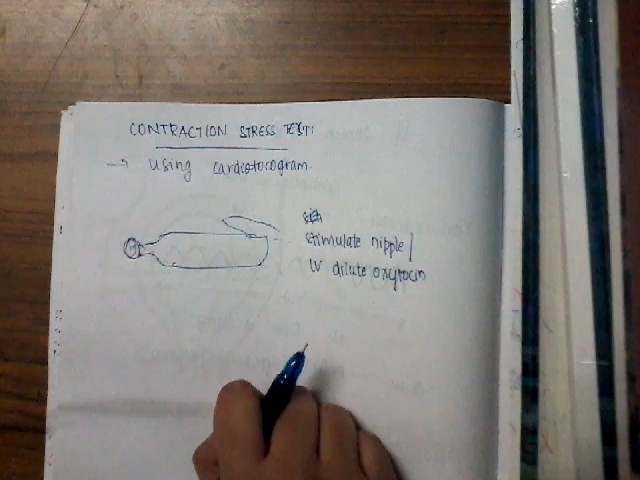 CONTRACTION STRESS TEST:
→ Using cardiotocogram.
stimulate nipple/
IV dilute oxytocin